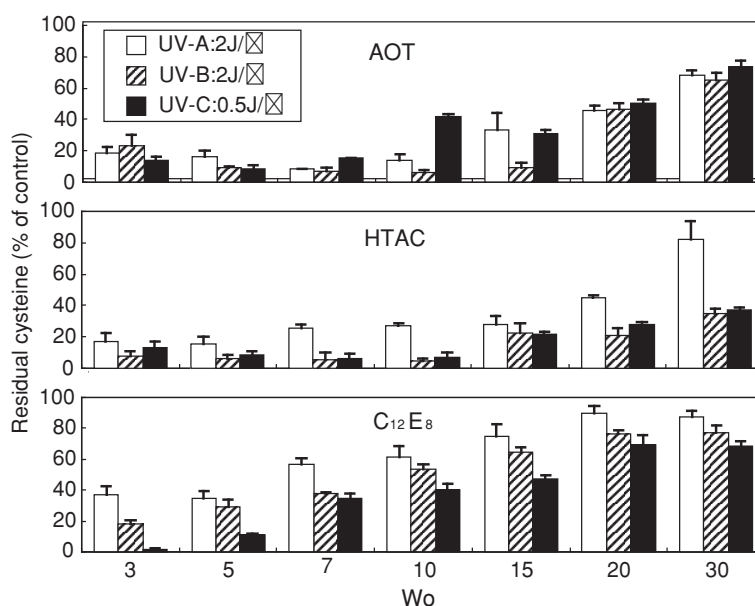 100
80
60
40
20
0
UV-A:2J/☒
UV-B:2J/☒
UV-C:0.5J/☒
AOT
100
80
60
40
20
0
HTAC
100
80
60
40
20
0
C₁₂E₈
Residual cysteine (% of control)
3 5 7 10 15 20 30
Wo